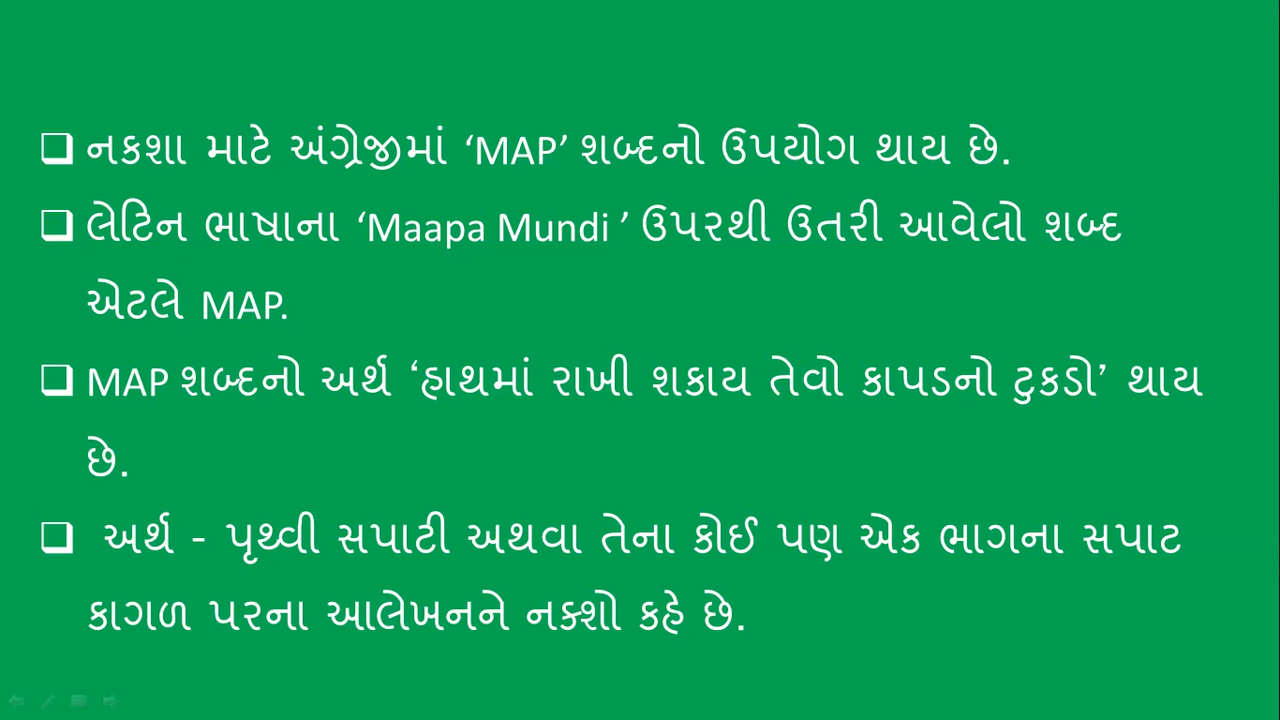 ❑ નકશા માટે અંગ્રેજીમાં ‘MAP’ શબ્દનો ઉપયોગ થાય છે.
❑ લેટિન ભાષાના ‘Maapa Mundi ’ ઉપરથી ઉતરી આવેલો શબ્દ
એટલે MAP.
❑ MAP શબ્દનો અર્થ ‘હાથમાં રાખી શકાય તેવો કાપડનો ટુકડો’ થાય
છે.
❑ અર્થ - પૃથ્વી સપાટી અથવા તેના કોઈ પણ એક ભાગના સપાટ
કાગળ પરના આલેખનને નક્શો કહે છે.